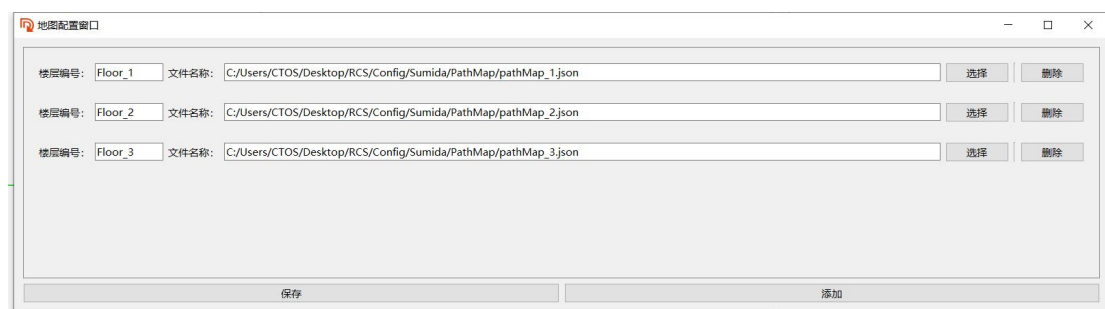 地图配置窗口
楼层编号: Floor_1 文件名称: C:/Users/CTOS/Desktop/RCS/Config/Sumida/PathMap/pathMap_1.json 选择 删除
楼层编号: Floor_2 文件名称: C:/Users/CTOS/Desktop/RCS/Config/Sumida/PathMap/pathMap_2.json 选择 删除
楼层编号: Floor_3 文件名称: C:/Users/CTOS/Desktop/RCS/Config/Sumida/PathMap/pathMap_3.json 选择 删除
保存 添加